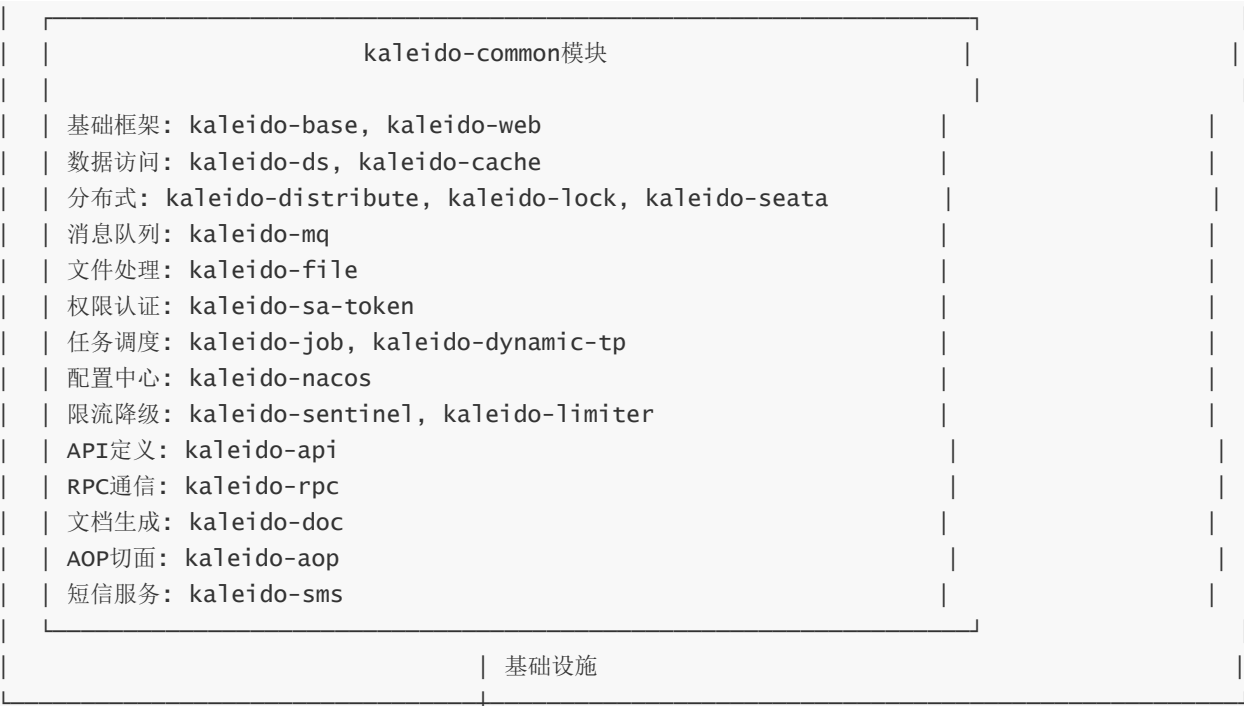 kaleido-common模块
基础框架: kaleido-base, kaleido-web
数据访问: kaleido-ds, kaleido-cache
分布式: kaleido-distribute, kaleido-lock, kaleido-seata
消息队列: kaleido-mq
文件处理: kaleido-file
权限认证: kaleido-sa-token
任务调度: kaleido-job, kaleido-dynamic-tp
配置中心: kaleido-nacos
限流降级: kaleido-sentinel, kaleido-limiter
API定义: kaleido-api
RPC通信: kaleido-rpc
文档生成: kaleido-doc
AOP切面: kaleido-aop
短信服务: kaleido-sms
基础设施